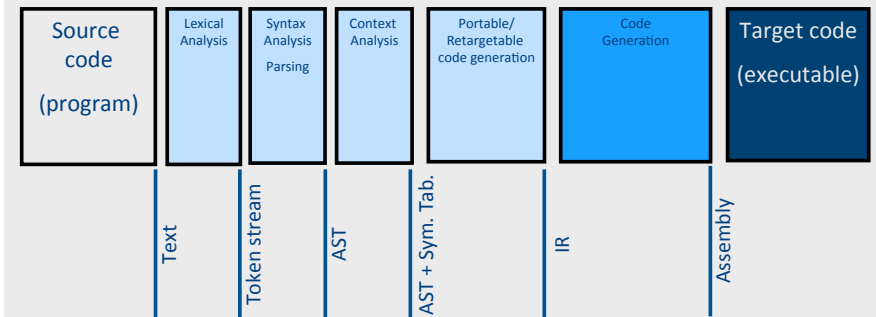 Source
code
(program)
Lexical
Analysis
Syntax
Analysis
Parsing
Context
Analysis
Portable/
Retargetable
code generation
Code
Generation
Target code
(executable)
Text
Token stream
AST
AST + Sym. Tab.
IR
Assembly